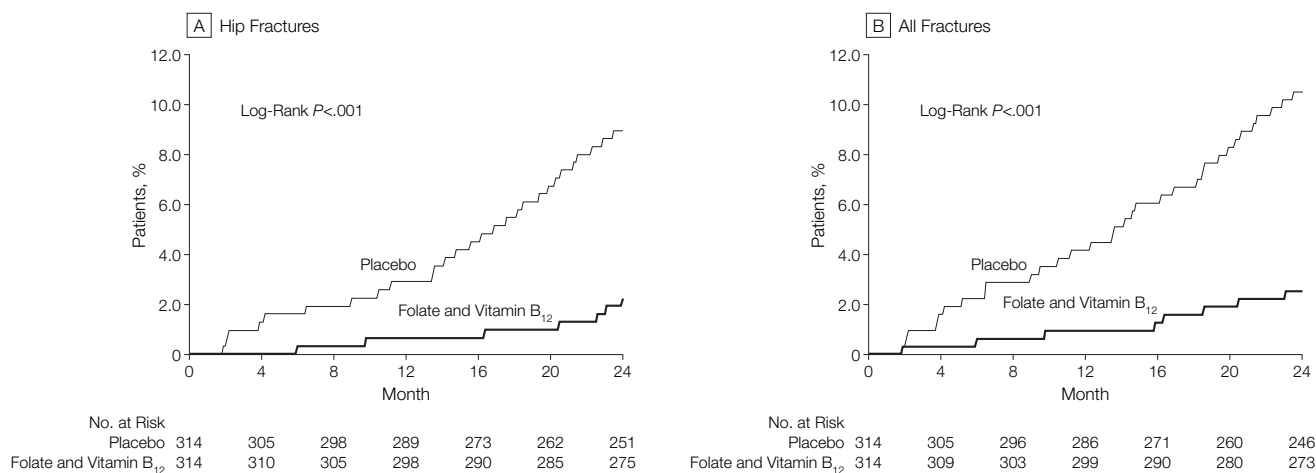 A Hip Fractures
12.0
10.0
8.0
6.0
4.0
2.0
0
Patients, %
Log-Rank P<.001
Placebo
Folate and Vitamin B12
0 4 8 12 16 20 24
Month
No. at Risk
Placebo 314 305 298 289 273 262 251
Folate and Vitamin B12 314 310 305 298 290 285 275
B All Fractures
12.0
10.0
8.0
6.0
4.0
2.0
0
Patients, %
Log-Rank P<.001
Placebo
Folate and Vitamin B12
0 4 8 12 16 20 24
Month
No. at Risk
Placebo 314 305 296 286 271 260 246
Folate and Vitamin B12 314 309 303 299 290 280 273